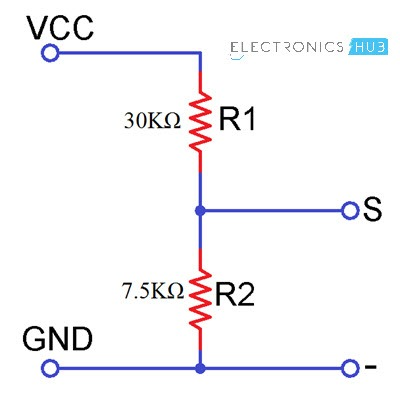 VCC
ELECTRONICS HUB
30KΩ R1
S
7.5KΩ R2
GND
-